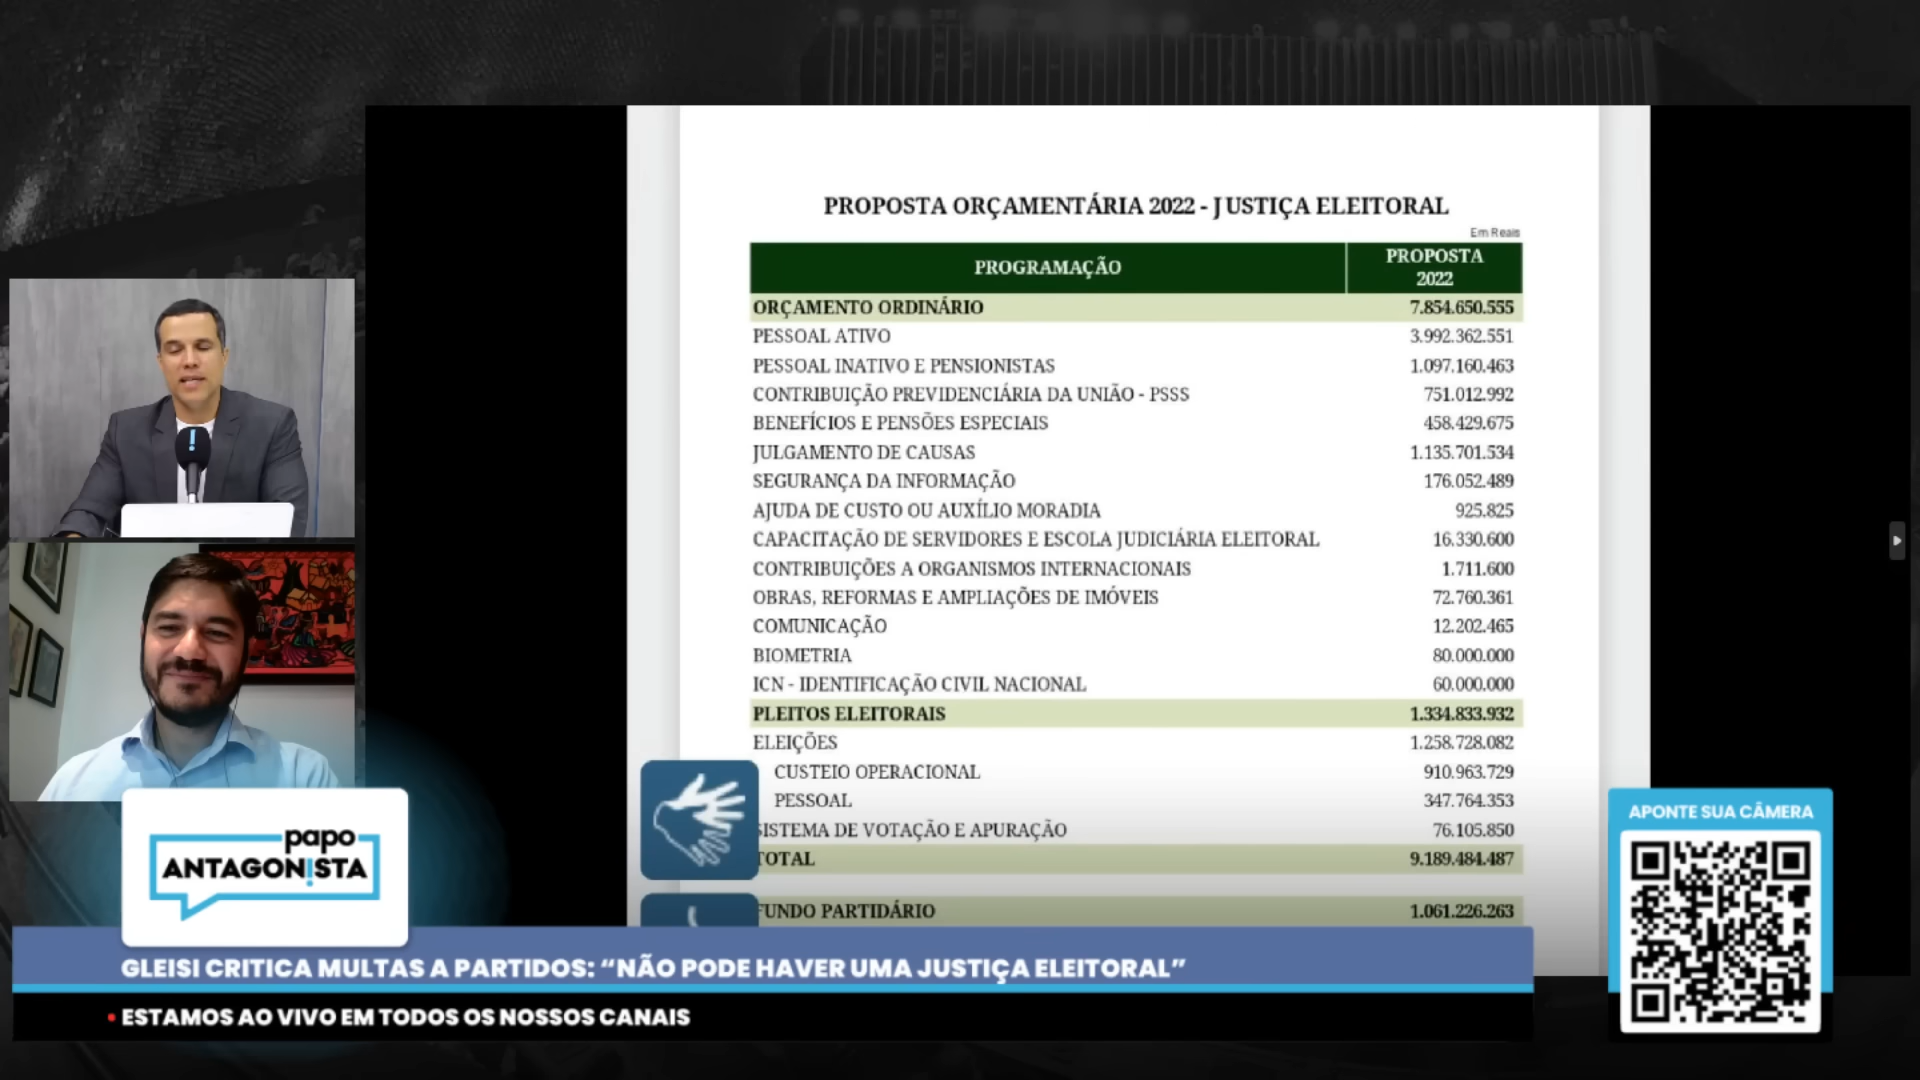 PROPOSTA ORÇAMENTÁRIA 2022 - JUSTIÇA ELEITORAL
Em Reais
PROGRAMAÇÃO PROPOSTA 2022
ORÇAMENTO ORDINÁRIO 7.854.650.555
PESSOAL ATIVO 3.992.362.551
PESSOAL INATIVO E PENSIONISTAS 1.097.160.463
CONTRIBUIÇÃO PREVIDENCIÁRIA DA UNIÃO - PSSS 751.012.992
BENEFÍCIOS E PENSÕES ESPECIAIS 458.429.675
JULGAMENTO DE CAUSAS 1.135.701.534
SEGURANÇA DA INFORMAÇÃO 176.052.489
AJUDA DE CUSTO OU AUXÍLIO MORADIA 925.825
CAPACITAÇÃO DE SERVIDORES E ESCOLA JUDICIÁRIA ELEITORAL 16.330.600
CONTRIBUIÇÕES A ORGANISMOS INTERNACIONAIS 1.711.600
OBRAS, REFORMAS E AMPLIAÇÕES DE IMÓVEIS 72.760.361
COMUNICAÇÃO 12.202.465
BIOMETRIA 80.000.000
ICN - IDENTIFICAÇÃO CIVIL NACIONAL 60.000.000
PLEITOS ELEITORAIS 1.334.833.932
ELEIÇÕES 1.258.728.082
CUSTEIO OPERACIONAL 910.963.729
PESSOAL 347.764.353
SISTEMA DE VOTAÇÃO E APURAÇÃO 76.105.850
TOTAL 9.189.484.487
FUNDO PARTIDÁRIO 1.061.226.263
papo
ANTAGON!STA
APONTE SUA CÂMERA
GLEISI CRITICA MULTAS A PARTIDOS: “NÃO PODE HAVER UMA JUSTIÇA ELEITORAL”
• ESTAMOS AO VIVO EM TODOS OS NOSSOS CANAIS